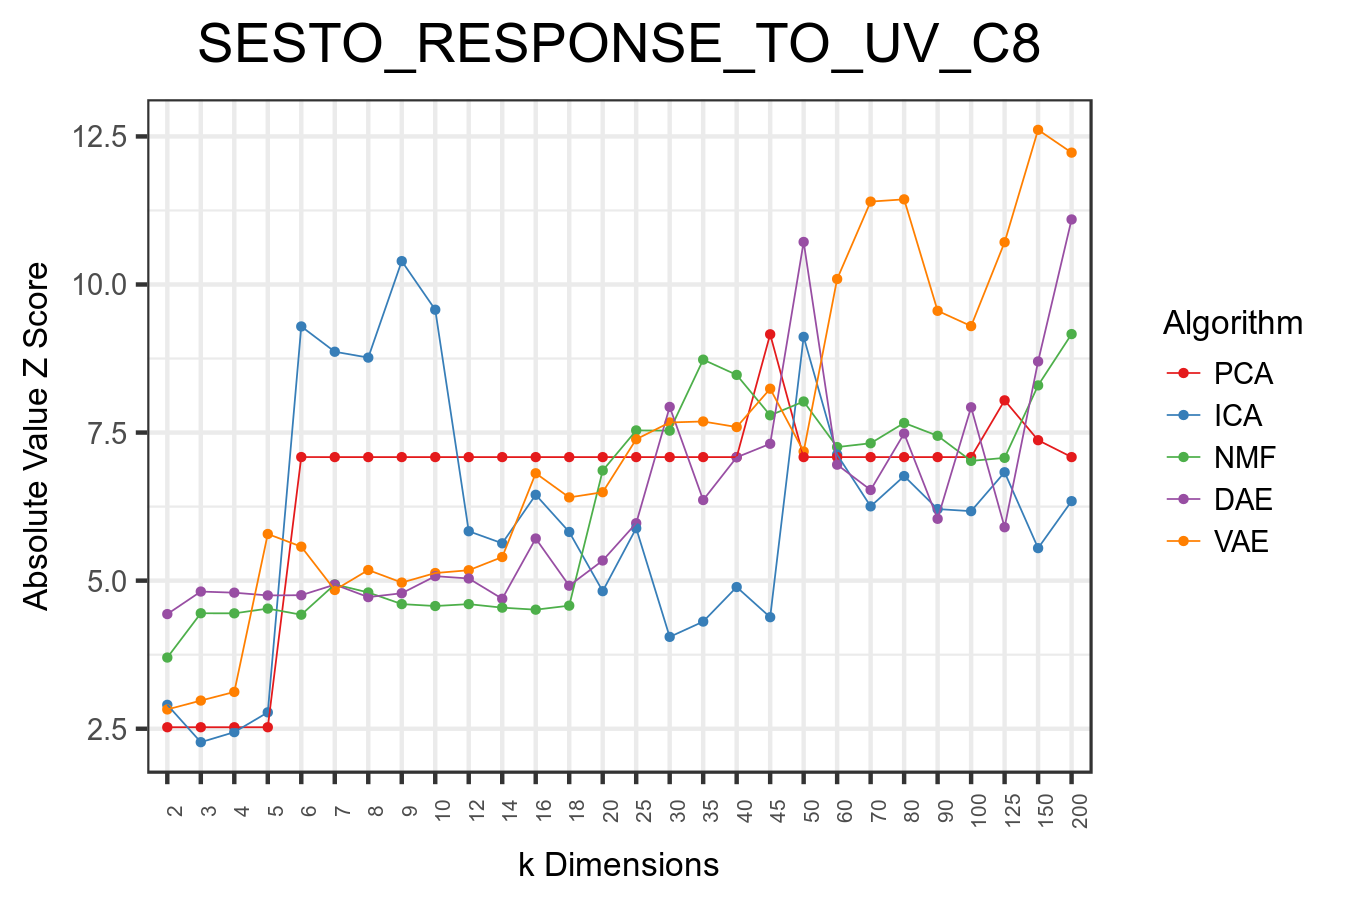 SESTO_RESPONSE_TO_UV_C8
Absolute Value Z Score
12.5
10.0
7.5
5.0
2.5
2 3 4 5 6 7 8 9 10 12 14 16 18 20 25 30 35 40 45 50 60 70 80 90 100 125 150 200
k Dimensions
Algorithm
PCA
ICA
NMF
DAE
VAE